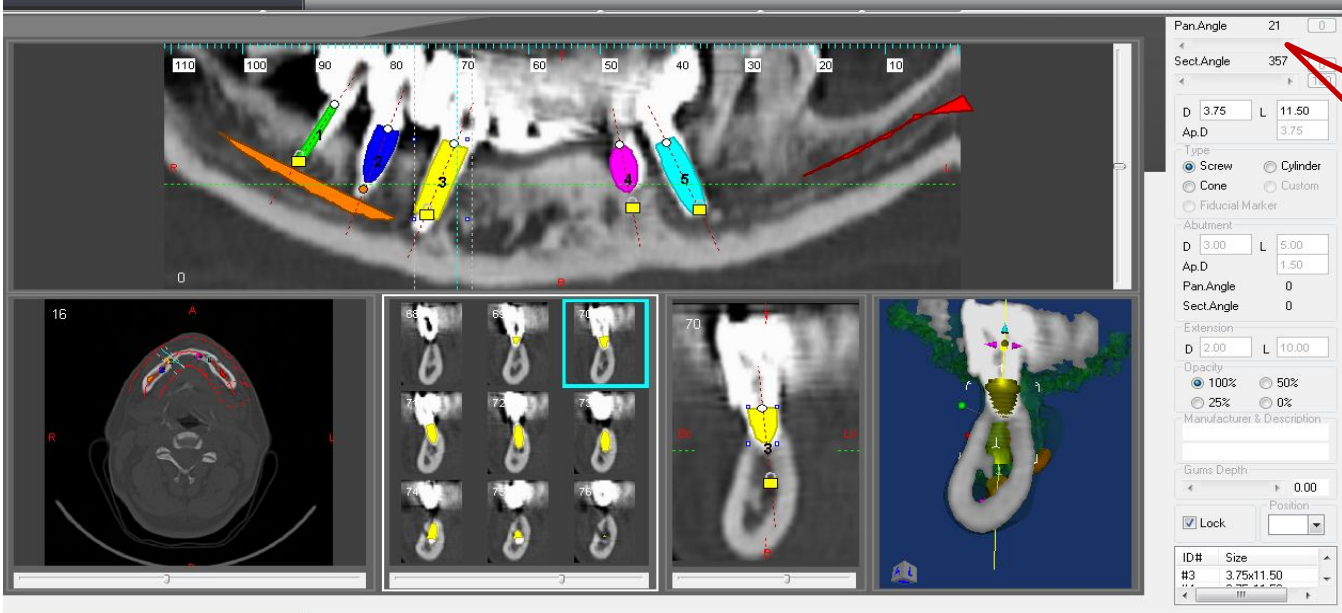 110 100 90 80 70 60 50 40 30 20 10
1 2 3 4 5
R L
0
B
16
A
R L
68 69 70
71 72 73
74 75 76
70
3
B
Pan.Angle 21 0
Sect.Angle 357
D 3.75 L 11.50
Ap.D 3.75
Type
Screw Cylinder
Cone Custom
Fiducial Marker
Abutment
D 3.00 L 5.00
Ap.D 1.50
Pan.Angle 0
Sect.Angle 0
Extension
D 2.00 L 10.00
Opacity
100% 50%
25% 0%
Manufacturer & Description
Gums Depth
0.00
Lock Position
ID# Size
#3 3.75x11.50